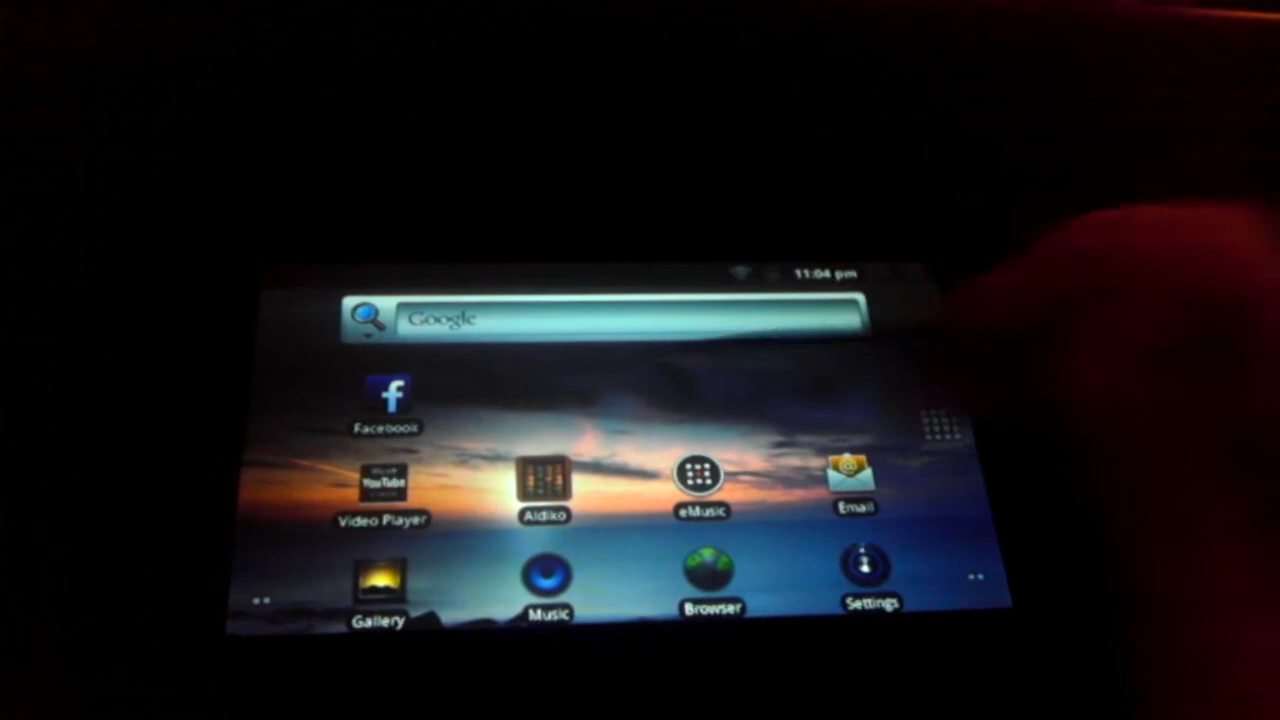 11:04 pm
Google
f
Facebook
YouTube
Video Player
Aldiko
eMusic
@
Email
Gallery
Music
Browser
Settings